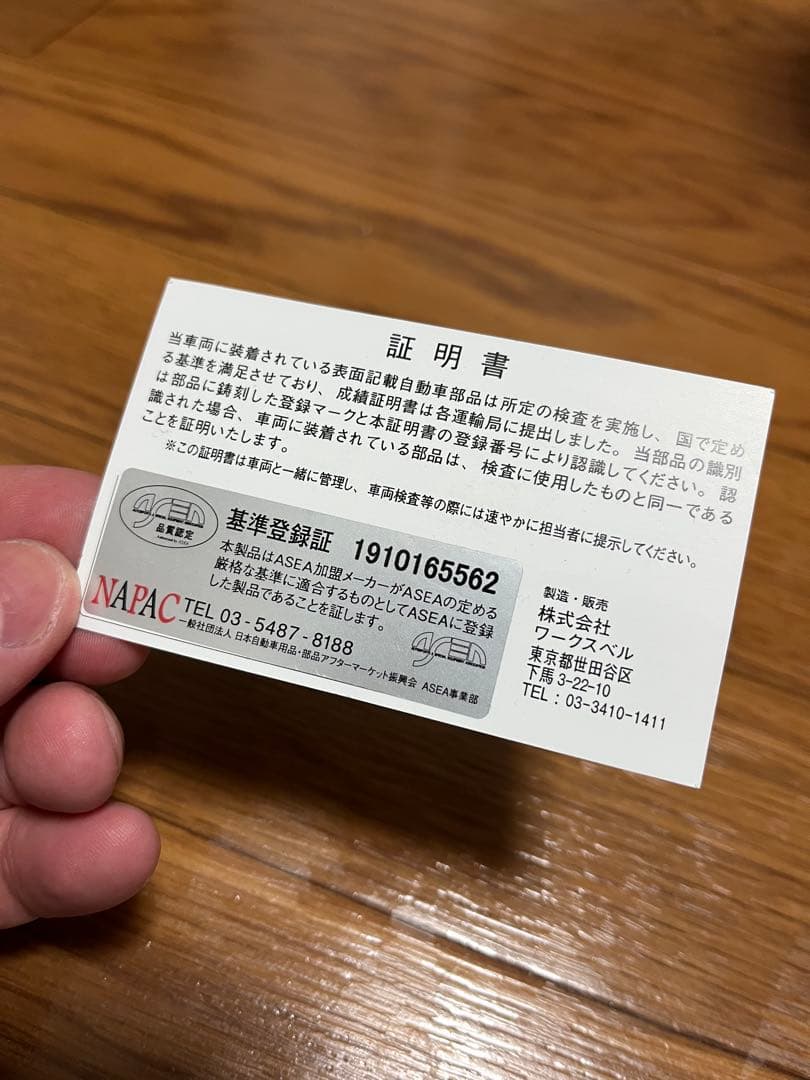 証明書
当車両に装着されている表面記載自動車部品は所定の検査を実施し、国で定め
る基準を満足させており、成績証明書は各運輸局に提出しました。当部品の識別
は部品に鋳刻した登録マークと本証明書の登録番号により認識してください。認
識された場合、車両に装着されている部品は、検査に使用したものと同一である
ことを証明いたします。
※この証明書は車両と一緒に管理し、車両検査等の際には速やかに担当者に提示してください。
ASEA
品質認定
基準登録証 1910165562
本製品はASEA加盟メーカーがASEAの定める
厳格な基準に適合するものとしてASEAに登録
した製品であることを証します。
ASEA
NAPAC TEL 03-5487-8188
一般社団法人 日本自動車用品・部品アフターマーケット振興会 ASEA事業部
製造・販売
株式会社
ワークスベル
東京都世田谷区
下馬3-22-10
TEL：03-3410-1411